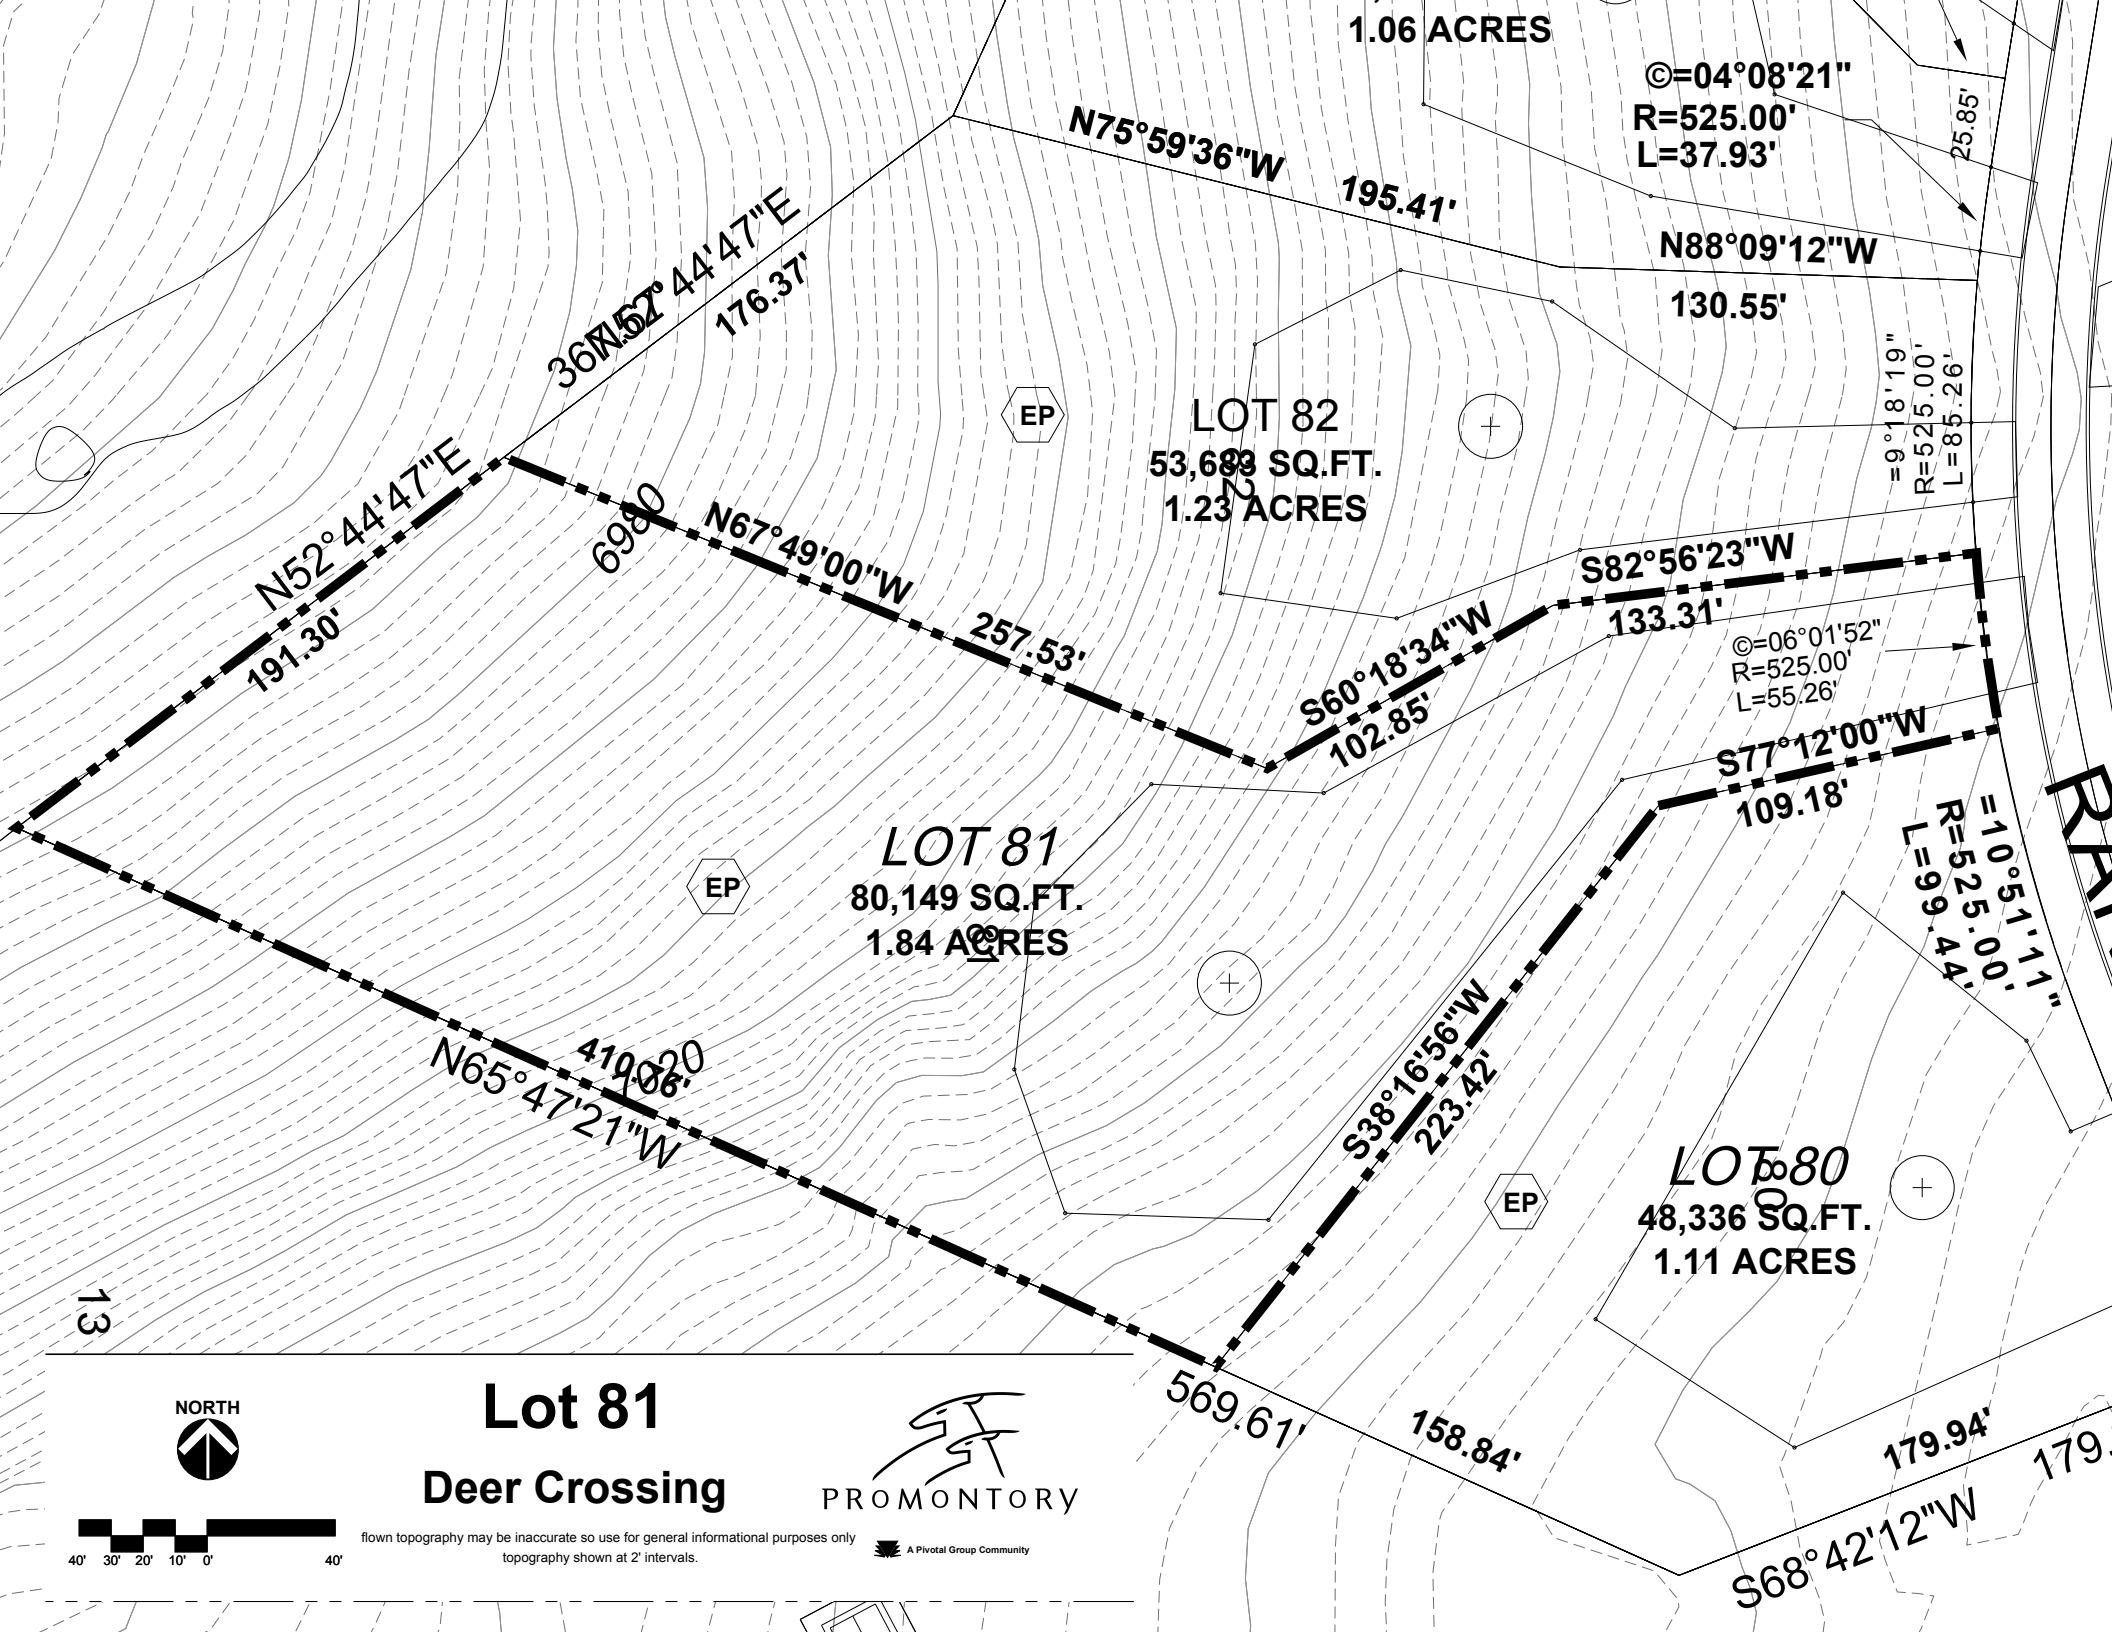 1.06 ACRES
©=04°08'21"
R=525.00'
L=37.93'
25.85'
N75°59'36"W
195.41'
N88°09'12"W
130.55'
N52°44'47"E
176.37'
=9°18'19"
R=525.00'
L=85.26'
EP
LOT 82
53,683 SQ.FT.
1.23 ACRES
82
N52°44'47"E
191.30'
6980
N67°49'00"W
257.53'
S82°56'23"W
133.31'
S60°18'34"W
102.85'
©=06°01'52"
R=525.00'
L=55.26'
S77°12'00"W
109.18'
=10°51'11"
R=525.00'
L=99.44'
LOT 81
80,149 SQ.FT.
1.84 ACRES
81
EP
S38°16'56"W
223.42'
N65°47'21"W
LOT 80
48,336 SQ.FT.
1.11 ACRES
80
EP
13
569.61'
158.84'
179.94'
S68°42'12"W
NORTH
Lot 81
Deer Crossing
PROMONTORY
A Pivotal Group Community
flown topography may be inaccurate so use for general informational purposes only
topography shown at 2' intervals.
40' 30' 20' 10' 0' 40'